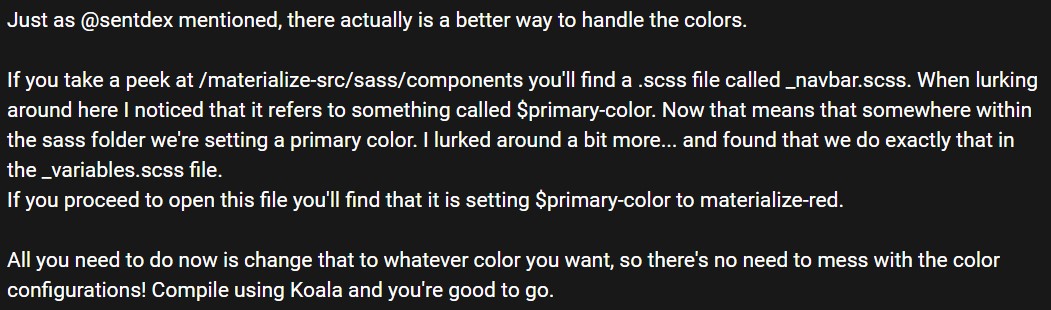 Just as @sentdex mentioned, there actually is a better way to handle the colors.
If you take a peek at /materialize-src/sass/components you'll find a .scss file called _navbar.scss. When lurking
around here I noticed that it refers to something called $primary-color. Now that means that somewhere within
the sass folder we're setting a primary color. I lurked around a bit more... and found that we do exactly that in
the _variables.scss file.
If you proceed to open this file you'll find that it is setting $primary-color to materialize-red.
All you need to do now is change that to whatever color you want, so there's no need to mess with the color
configurations! Compile using Koala and you're good to go.